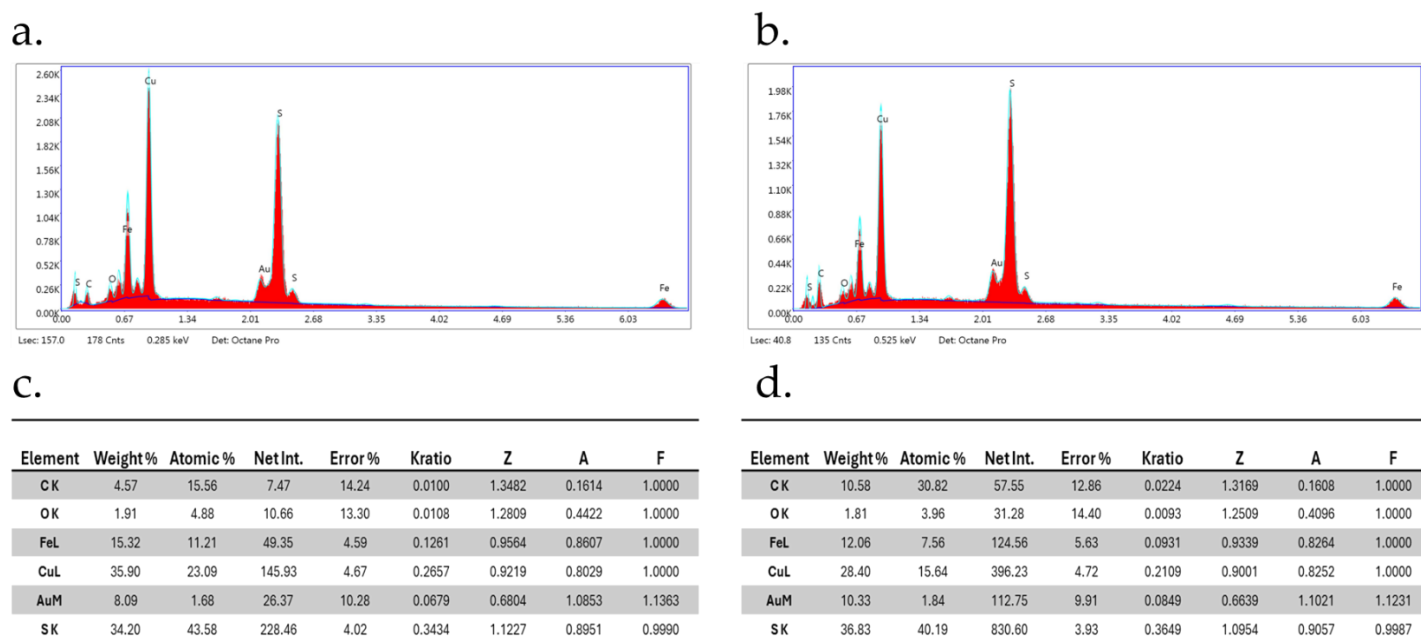 a.
2.60K
2.34K
2.08K
1.82K
1.56K
1.30K
1.04K
0.78K
0.52K
0.26K
0.00K
Cu
S
Fe
S
C
O
Au
S
Fe
0.00 0.67 1.34 2.01 2.68 3.35 4.02 4.69 5.36 6.03
Lsec: 157.0 178 Cnts 0.285 keV Det: Octane Pro
b.
1.98K
1.76K
1.54K
1.32K
1.10K
0.88K
0.66K
0.44K
0.22K
0.00K
S
Cu
Fe
C
S
O
Au
S
Fe
0.00 0.67 1.34 2.01 2.68 3.35 4.02 4.69 5.36 6.03
Lsec: 40.8 135 Cnts 0.525 keV Det: Octane Pro
c.
Element Weight % Atomic % Net Int. Error % Kratio Z A F
C K 4.57 15.56 7.47 14.24 0.0100 1.3482 0.1614 1.0000
O K 1.91 4.88 10.66 13.30 0.0108 1.2809 0.4422 1.0000
FeL 15.32 11.21 49.35 4.59 0.1261 0.9564 0.8607 1.0000
CuL 35.90 23.09 145.93 4.67 0.2657 0.9219 0.8029 1.0000
AuM 8.09 1.68 26.37 10.28 0.0679 0.6804 1.0853 1.1363
S K 34.20 43.58 228.46 4.02 0.3434 1.1227 0.8951 0.9990
d.
Element Weight % Atomic % Net Int. Error % Kratio Z A F
C K 10.58 30.82 57.55 12.86 0.0224 1.3169 0.1608 1.0000
O K 1.81 3.96 31.28 14.40 0.0093 1.2509 0.4096 1.0000
FeL 12.06 7.56 124.56 5.63 0.0931 0.9339 0.8264 1.0000
CuL 28.40 15.64 396.23 4.72 0.2109 0.9001 0.8252 1.0000
AuM 10.33 1.84 112.75 9.91 0.0849 0.6639 1.1021 1.1231
S K 36.83 40.19 830.60 3.93 0.3649 1.0954 0.9057 0.9987